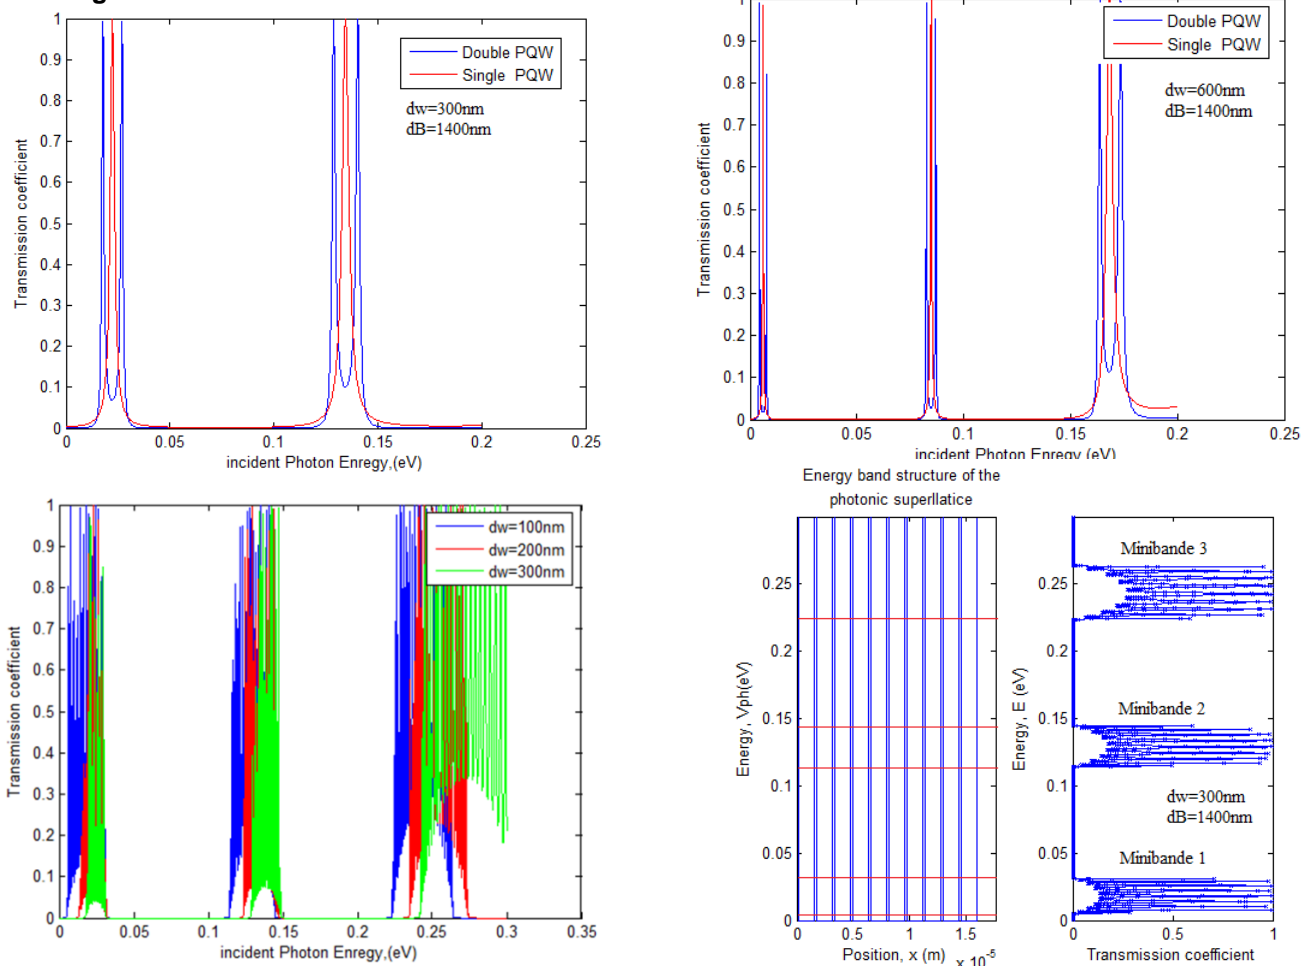 1
0.9
0.8
0.7
0.6
0.5
0.4
0.3
0.2
0.1
0
Transmission coefficient
Double PQW
Single PQW
dw=300nm
dB=1400nm
0
0.05
0.1
0.15
0.2
0.25
incident Photon Enregy,(eV)
1
0.9
0.8
0.7
0.6
0.5
0.4
0.3
0.2
0.1
0
Transmission coefficient
Double PQW
Single PQW
dw=600nm
dB=1400nm
0
0.05
0.1
0.15
0.2
0.25
incident Photon Enregy (eV)
1
0.9
0.8
0.7
0.6
0.5
0.4
0.3
0.2
0.1
0
Transmission coefficient
dw=100nm
dw=200nm
dw=300nm
0
0.05
0.1
0.15
0.2
0.25
0.3
0.35
incident Photon Enregy,(eV)
Energy band structure of the
photonic superllatice
0.25
0.2
0.15
0.1
0.05
0
Energy, Vph(eV)
0
0.5
1
1.5
Position, x (m)
x 10-5
0.25
0.2
0.15
0.1
0.05
0
Energy, E (eV)
Minibande 3
Minibande 2
dw=300nm
dB=1400nm
Minibande 1
0
0.5
1
Transmission coefficient